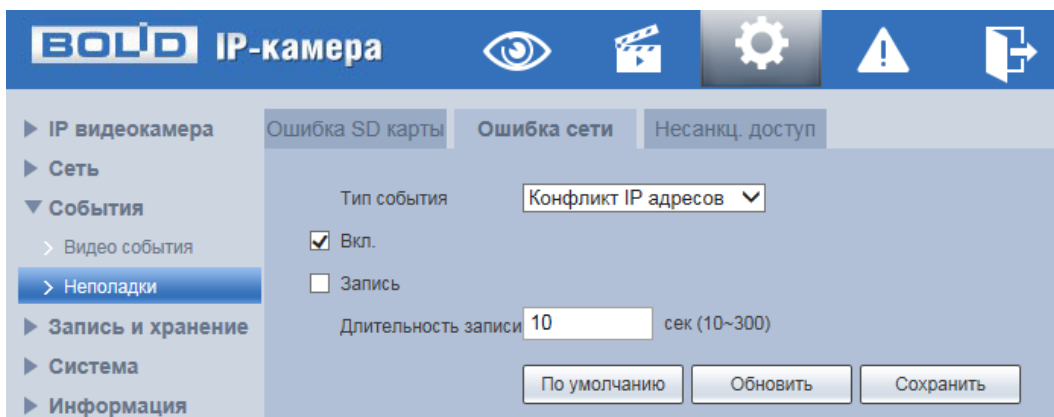 BOLID IP-камера
IP видеокамера
Сеть
События
Видео события
Неполадки
Запись и хранение
Система
Информация
Ошибка SD карты
Ошибка сети
Несанкц. доступ
Тип события Конфликт IP адресов
Вкл.
Запись
Длительность записи 10 сек (10~300)
По умолчанию Обновить Сохранить